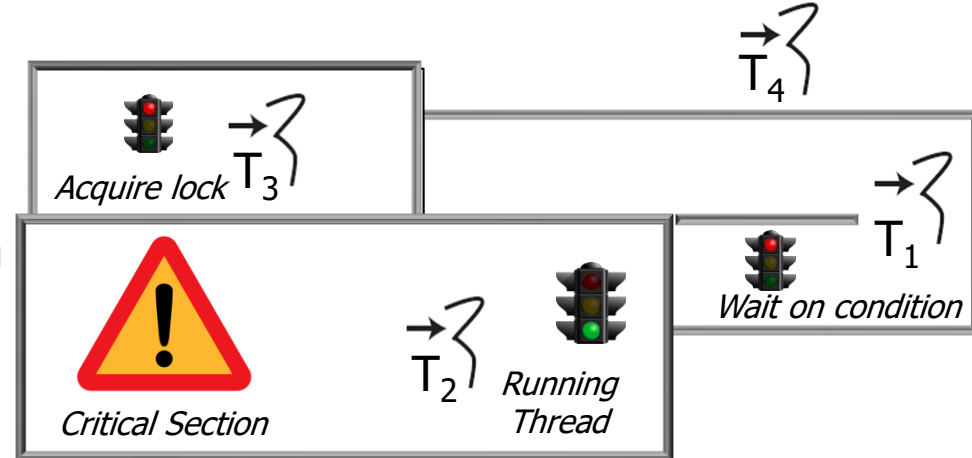 T₄
T₃
Acquire lock
T₁
Wait on condition
T₂
Running
Thread
Critical Section